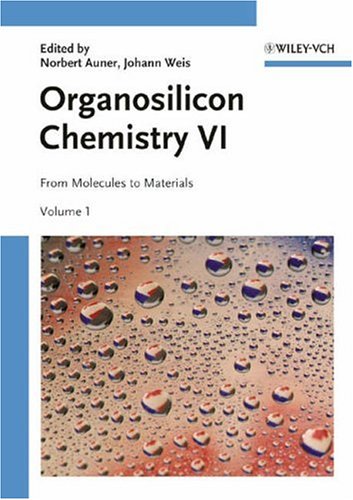 Edited by
Norbert Auner, Johann Weis
WILEY-VCH
Organosilicon
Chemistry VI
From Molecules to Materials
Volume 1